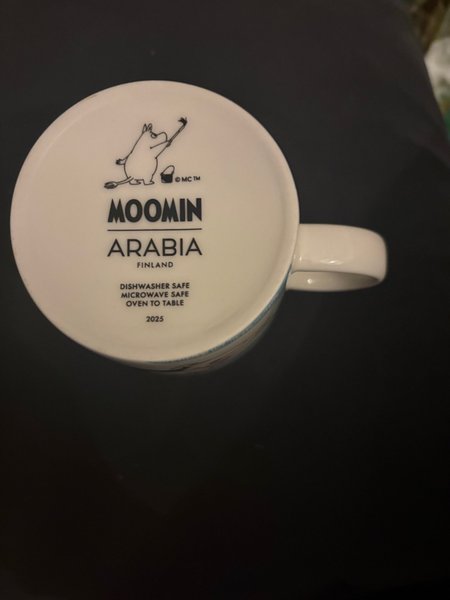 © MC™
MOOMIN
ARABIA
FINLAND
DISHWASHER SAFE
MICROWAVE SAFE
OVEN TO TABLE
2025